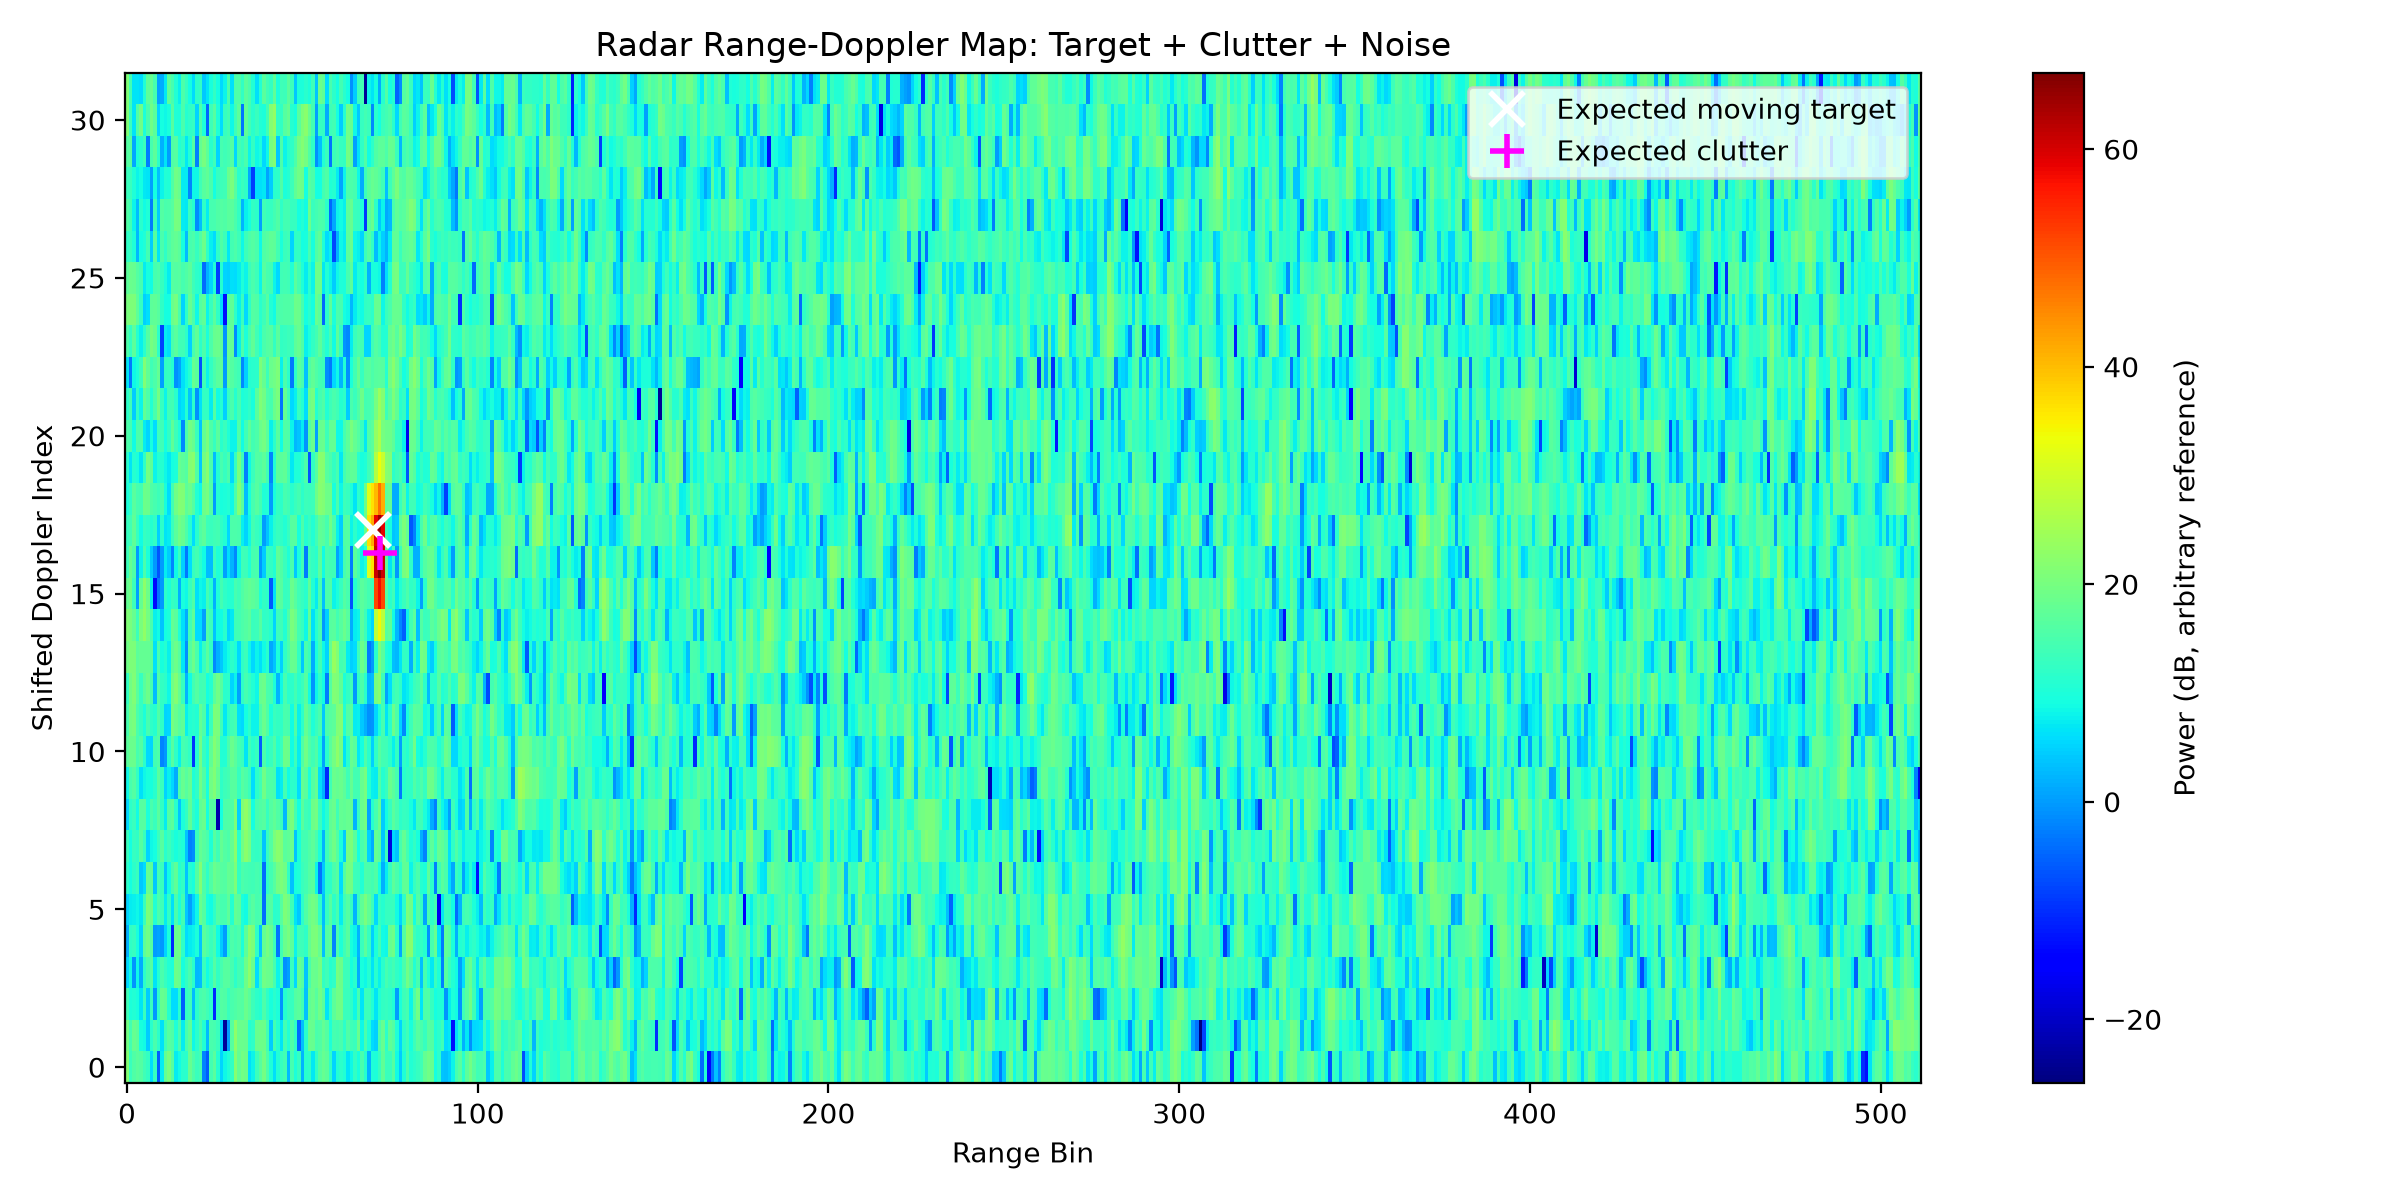 Radar Range-Doppler Map: Target + Clutter + Noise
Expected moving target
Expected clutter
30
25
20
15
10
5
0
Shifted Doppler Index
0 100 200 300 400 500
Range Bin
60
40
20
0
−20
Power (dB, arbitrary reference)